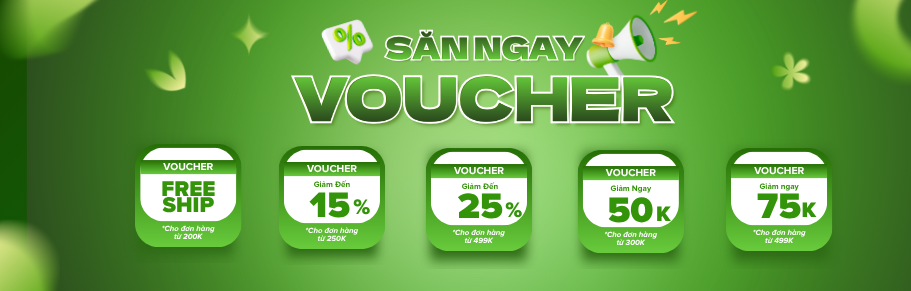 %
SĂN NGAY
VOUCHER
VOUCHER
FREE
SHIP
*Cho đơn hàng
từ 200K
VOUCHER
Giảm Đến
15%
*Cho đơn hàng
từ 250K
VOUCHER
Giảm Đến
25%
*Cho đơn hàng
từ 499K
VOUCHER
Giảm Ngay
50K
*Cho đơn hàng
từ 300K
VOUCHER
Giảm ngay
75K
*Cho đơn hàng
từ 499K